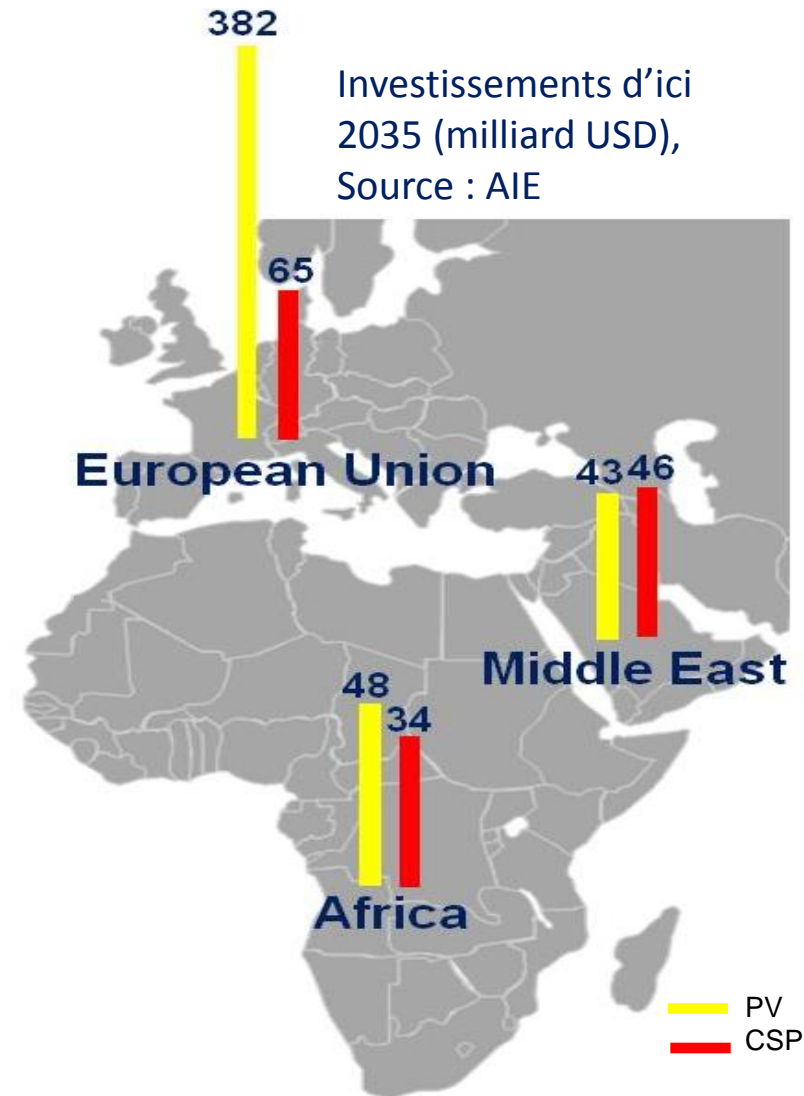 382
Investissements d’ici
2035 (milliard USD),
Source : AIE
65
European Union
43 46
Middle East
48
34
Africa
PV
CSP